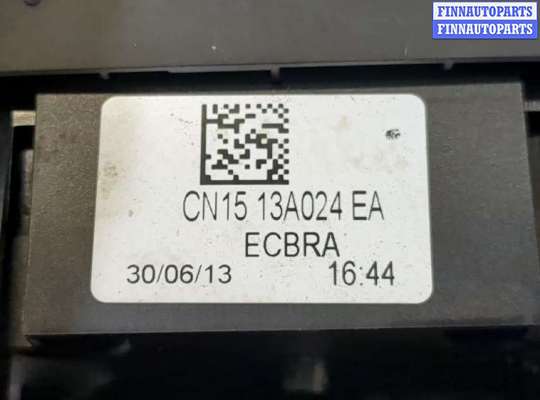 FINNAUTOPARTS
FINNAUTOPARTS
CN15 13A024 EA
ECBRA
30/06/13 16:44